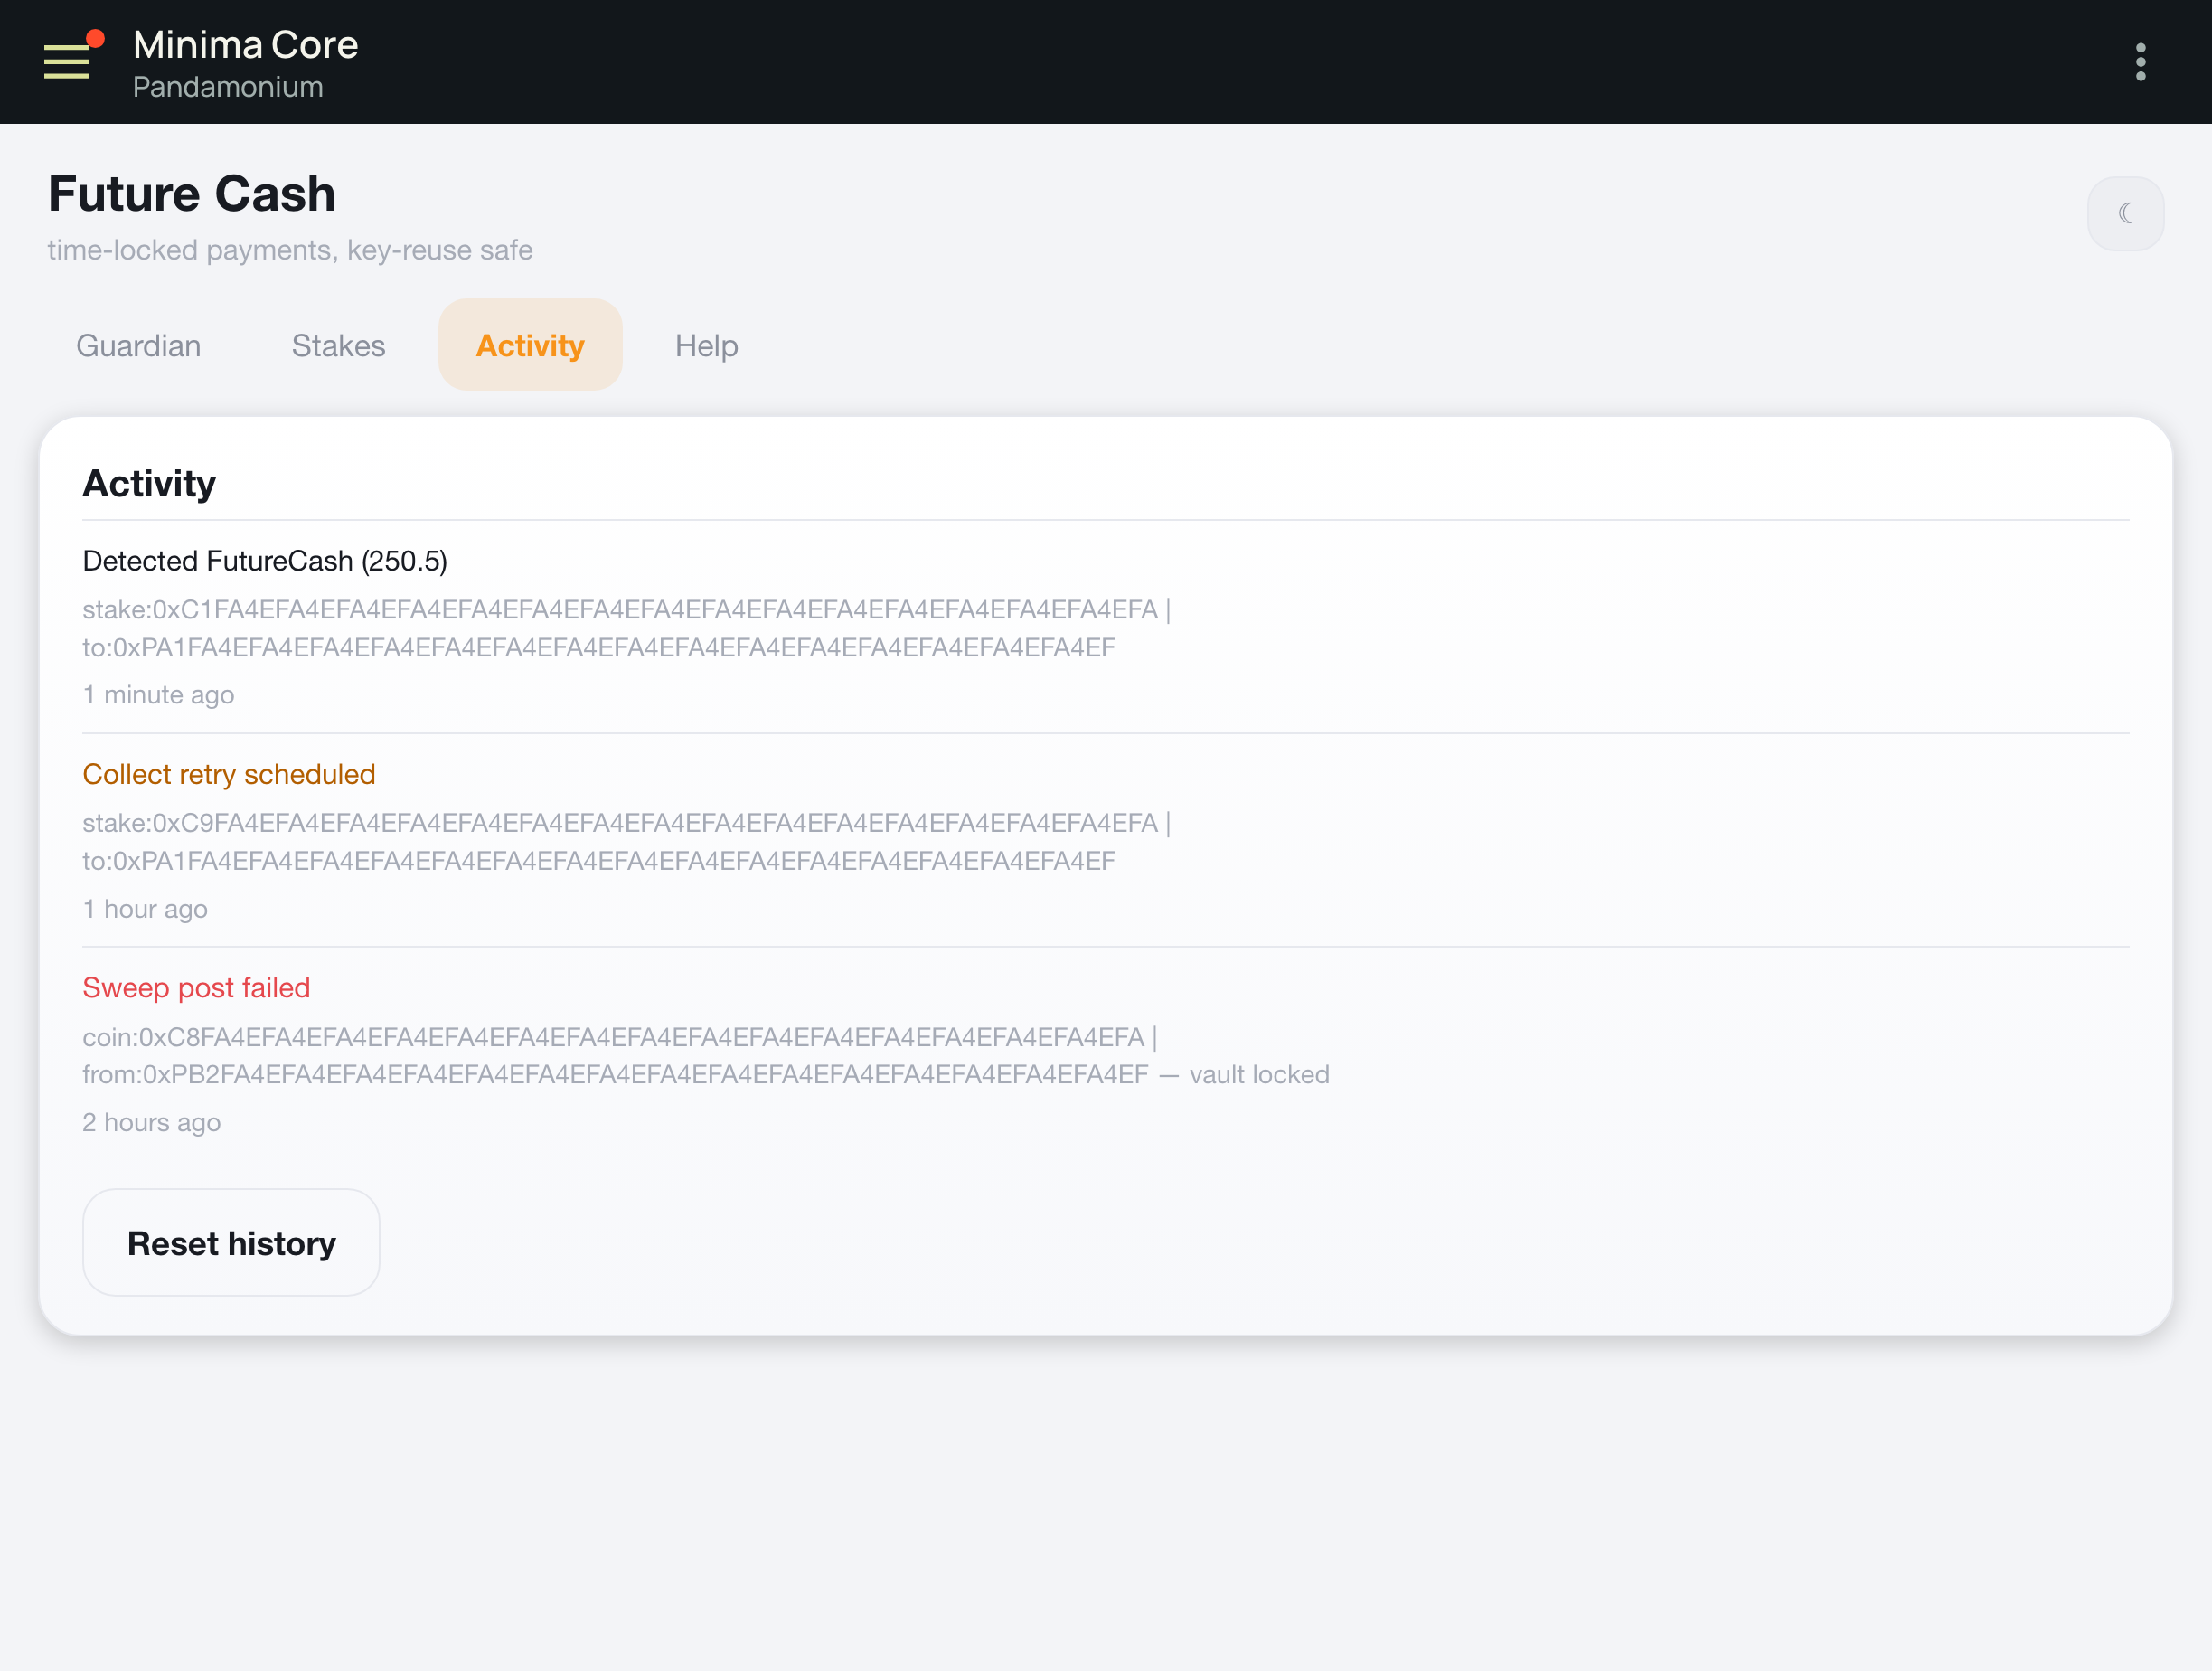 Minima Core
Pandamonium
Future Cash
time-locked payments, key-reuse safe
Guardian
Stakes
Activity
Help
Activity
Detected FutureCash (250.5)
stake:0xC1FA4EFA4EFA4EFA4EFA4EFA4EFA4EFA4EFA4EFA4EFA4EFA4EFA4EFA4EFA4EFA |
to:0xPA1FA4EFA4EFA4EFA4EFA4EFA4EFA4EFA4EFA4EFA4EFA4EFA4EFA4EFA4EFA4EF
1 minute ago
Collect retry scheduled
stake:0xC9FA4EFA4EFA4EFA4EFA4EFA4EFA4EFA4EFA4EFA4EFA4EFA4EFA4EFA4EFA4EFA |
to:0xPA1FA4EFA4EFA4EFA4EFA4EFA4EFA4EFA4EFA4EFA4EFA4EFA4EFA4EFA4EFA4EF
1 hour ago
Sweep post failed
coin:0xC8FA4EFA4EFA4EFA4EFA4EFA4EFA4EFA4EFA4EFA4EFA4EFA4EFA4EFA4EFA4EFA |
from:0xPB2FA4EFA4EFA4EFA4EFA4EFA4EFA4EFA4EFA4EFA4EFA4EFA4EFA4EFA4EFA4EF — vault locked
2 hours ago
Reset history